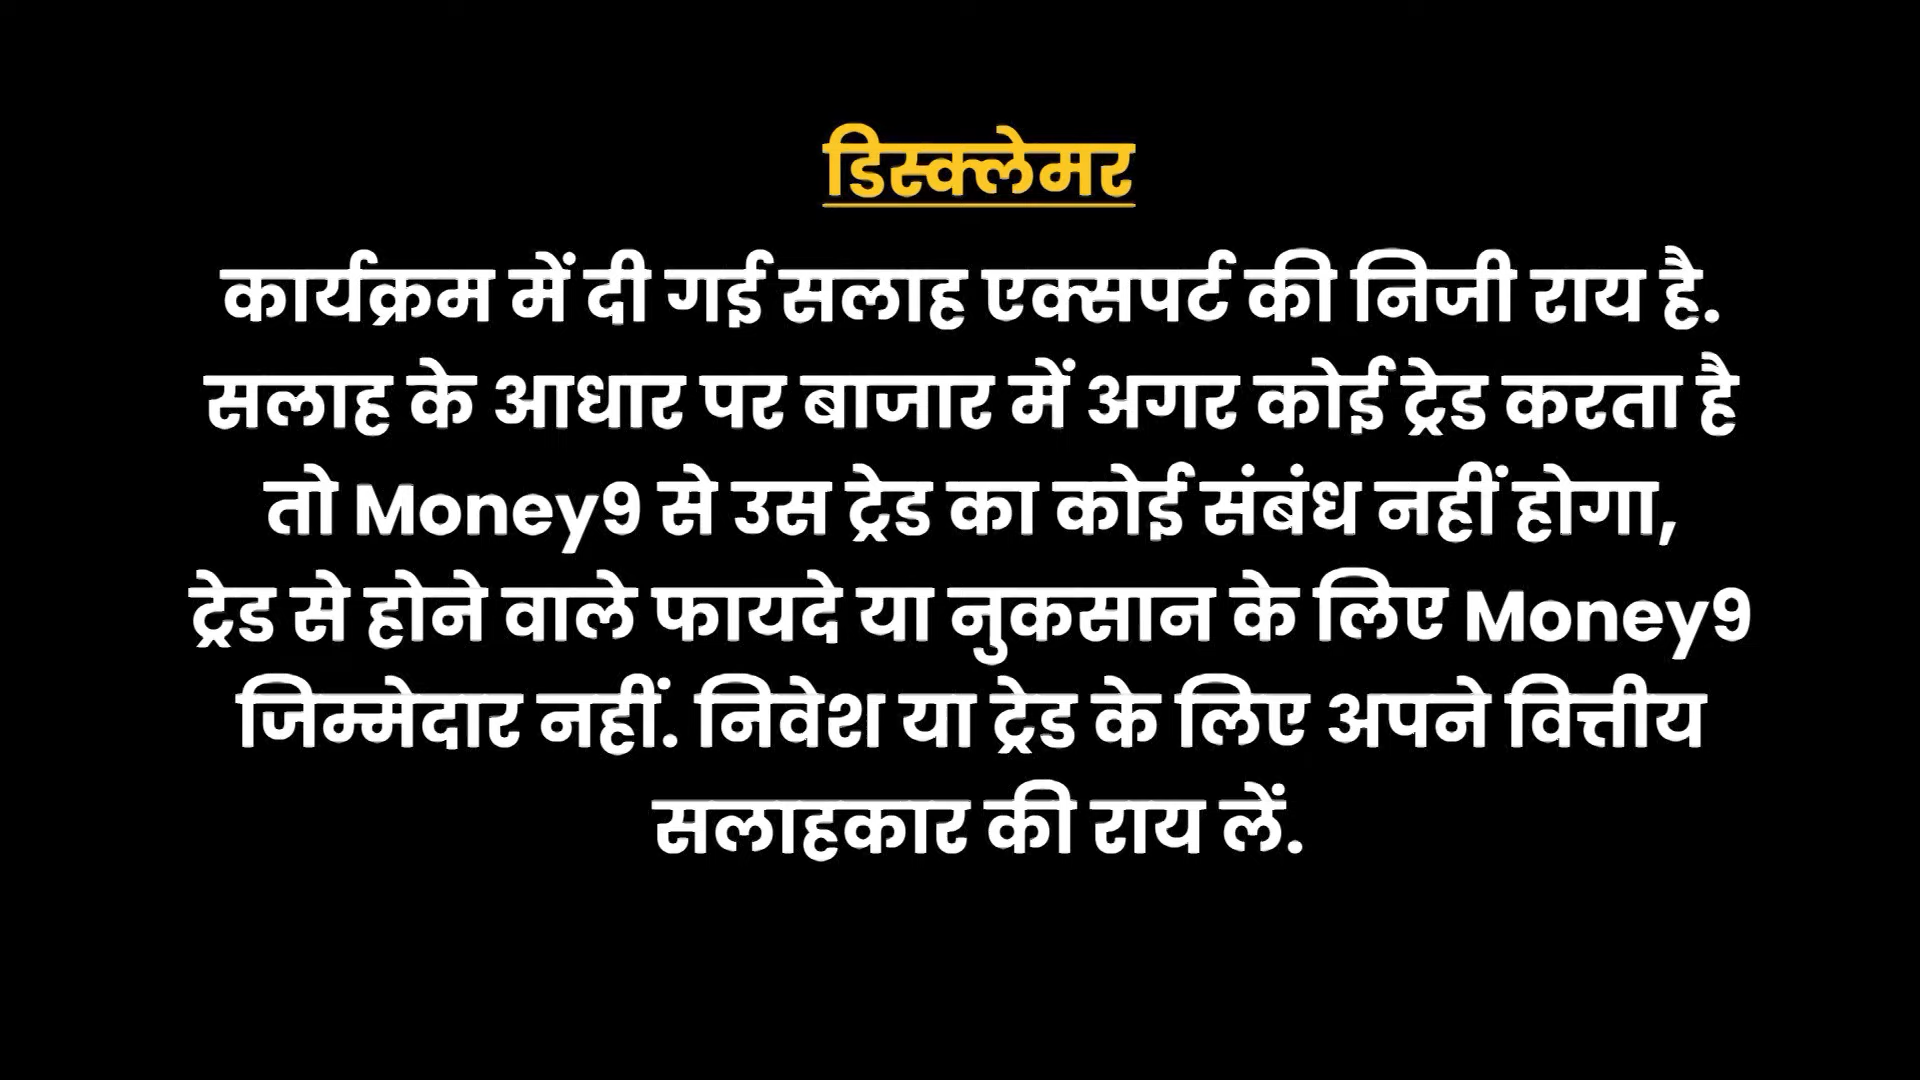 डिस्क्लेमर
कार्यक्रम में दी गई सलाह एक्सपर्ट की निजी राय है.
सलाह के आधार पर बाजार में अगर कोई ट्रेड करता है
तो Money9 से उस ट्रेड का कोई संबंध नहीं होगा,
ट्रेड से होने वाले फायदे या नुकसान के लिए Money9
जिम्मेदार नहीं. निवेश या ट्रेड के लिए अपने वित्तीय
सलाहकार की राय लें.